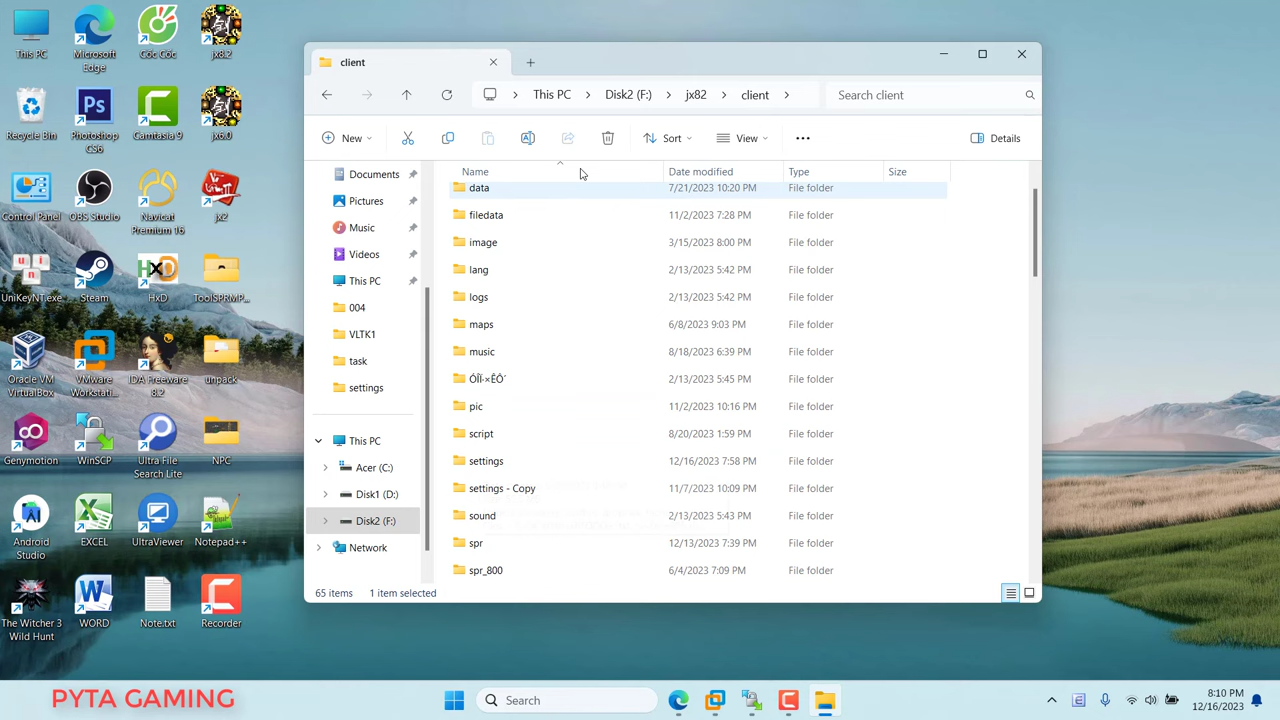 This PC
Microsoft Edge
Cốc Cốc
jx8.2
Recycle Bin
Photoshop CS6
Camtasia 9
jx6.0
Control Panel
OBS Studio
Navicat Premium 16
jx2
UniKeyNT.exe
Steam
HxD
ToolSPRMP...
Oracle VM VirtualBox
VMware Workstati...
IDA Freeware 8.2
unpack
Genymotion
WinSCP
Ultra File Search Lite
NPC
Android Studio
EXCEL
UltraViewer
Notepad++
The Witcher 3 Wild Hunt
WORD
Note.txt
Recorder
client
This PC > Disk2 (F:) > jx82 > client >
Search client
New
Sort
View
Details
Name
Date modified
Type
Size
Documents
Pictures
Music
Videos
This PC
004
VLTK1
task
settings
This PC
Acer (C:)
Disk1 (D:)
Disk2 (F:)
Network
data 7/21/2023 10:20 PM File folder
filedata 11/2/2023 7:28 PM File folder
image 3/15/2023 8:00 PM File folder
lang 2/13/2023 5:42 PM File folder
logs 2/13/2023 5:42 PM File folder
maps 6/8/2023 9:03 PM File folder
music 8/18/2023 6:39 PM File folder
ÓÎÏ·×ÊÔ´ 2/13/2023 5:45 PM File folder
pic 11/2/2023 10:16 PM File folder
script 8/20/2023 1:59 PM File folder
settings 12/16/2023 7:58 PM File folder
settings - Copy 11/7/2023 10:09 PM File folder
sound 2/13/2023 5:43 PM File folder
spr 12/13/2023 7:39 PM File folder
spr_800 6/4/2023 7:09 PM File folder
65 items 1 item selected
PYTA GAMING
Search
8:10 PM
12/16/2023